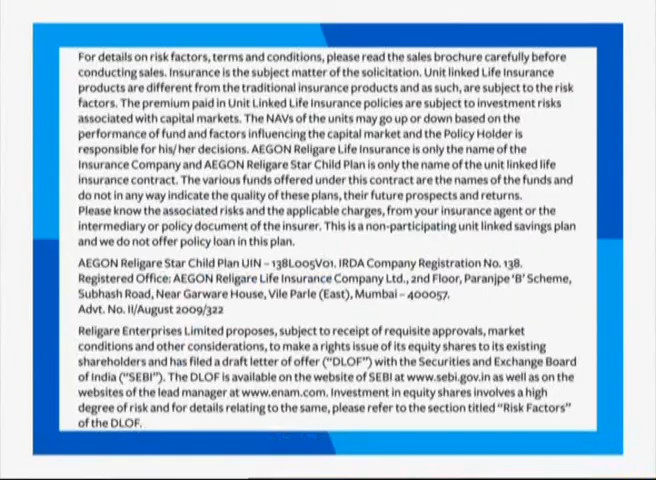 For details on risk factors, terms and conditions, please read the sales brochure carefully before
conducting sales. Insurance is the subject matter of the solicitation. Unit linked Life Insurance
products are different from the traditional insurance products and as such, are subject to the risk
factors. The premium paid in Unit Linked Life Insurance policies are subject to investment risks
associated with capital markets. The NAVs of the units may go up or down based on the
performance of fund and factors influencing the capital market and the Policy Holder is
responsible for his/her decisions. AEGON Religare Life Insurance is only the name of the
Insurance Company and AEGON Religare Star Child Plan is only the name of the unit linked life
insurance contract. The various funds offered under this contract are the names of the funds and
do not in any way indicate the quality of these plans, their future prospects and returns.
Please know the associated risks and the applicable charges, from your insurance agent or the
intermediary or policy document of the insurer. This is a non-participating unit linked savings plan
and we do not offer policy loan in this plan.
AEGON Religare Star Child Plan UIN – 138L005V01. IRDA Company Registration No. 138.
Registered Office: AEGON Religare Life Insurance Company Ltd., 2nd Floor, Paranjpe 'B' Scheme,
Subhash Road, Near Garware House, Vile Parle (East), Mumbai – 400057.
Advt. No. II/August 2009/322
Religare Enterprises Limited proposes, subject to receipt of requisite approvals, market
conditions and other considerations, to make a rights issue of its equity shares to its existing
shareholders and has filed a draft letter of offer ("DLOF") with the Securities and Exchange Board
of India ("SEBI"). The DLOF is available on the website of SEBI at www.sebi.gov.in as well as on the
websites of the lead manager at www.enam.com. Investment in equity shares involves a high
degree of risk and for details relating to the same, please refer to the section titled "Risk Factors"
of the DLOF.